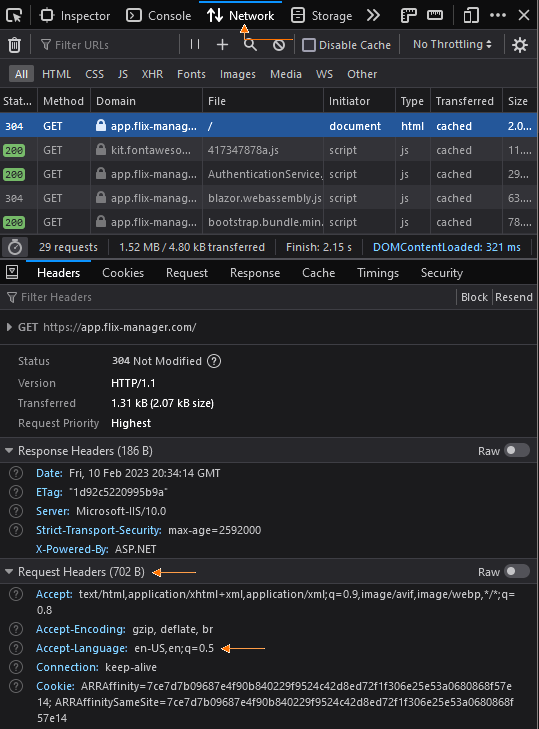 Inspector Console Network Storage
Filter URLs Disable Cache No Throttling
All HTML CSS JS XHR Fonts Images Media WS Other
Stat... Method Domain File Initiator Type Transferred Size
304 GET app.flix-manag... / document html cached 2.0...
200 GET kit.fontaweso... 417347878a.js script js cached 11....
200 GET app.flix-manag... AuthenticationService. script js cached 29...
304 GET app.flix-manag... blazor.webassembly.js script js cached 63....
200 GET app.flix-manag... bootstrap.bundle.min. script js cached 78....
29 requests 1.52 MB / 4.80 kB transferred Finish: 2.15 s DOMContentLoaded: 321 ms
Headers Cookies Request Response Cache Timings Security
Filter Headers Block Resend
GET https://app.flix-manager.com/
Status 304 Not Modified ?
Version HTTP/1.1
Transferred 1.31 kB (2.07 kB size)
Request Priority Highest
Response Headers (186 B) Raw
? Date: Fri, 10 Feb 2023 20:34:14 GMT
? ETag: "1d92c5220995b9a"
? Server: Microsoft-IIS/10.0
? Strict-Transport-Security: max-age=2592000
X-Powered-By: ASP.NET
Request Headers (702 B) Raw
? Accept: text/html,application/xhtml+xml,application/xml;q=0.9,image/avif,image/webp,*/*;q=
0.8
? Accept-Encoding: gzip, deflate, br
? Accept-Language: en-US,en;q=0.5
? Connection: keep-alive
? Cookie: ARRAffinity=7ce7d7b09687e4f90b840229f9524c42d8ed72f1f306e25e53a0680868f57e
14; ARRAffinitySameSite=7ce7d7b09687e4f90b840229f9524c42d8ed72f1f306e25e53a0680868f
57e14